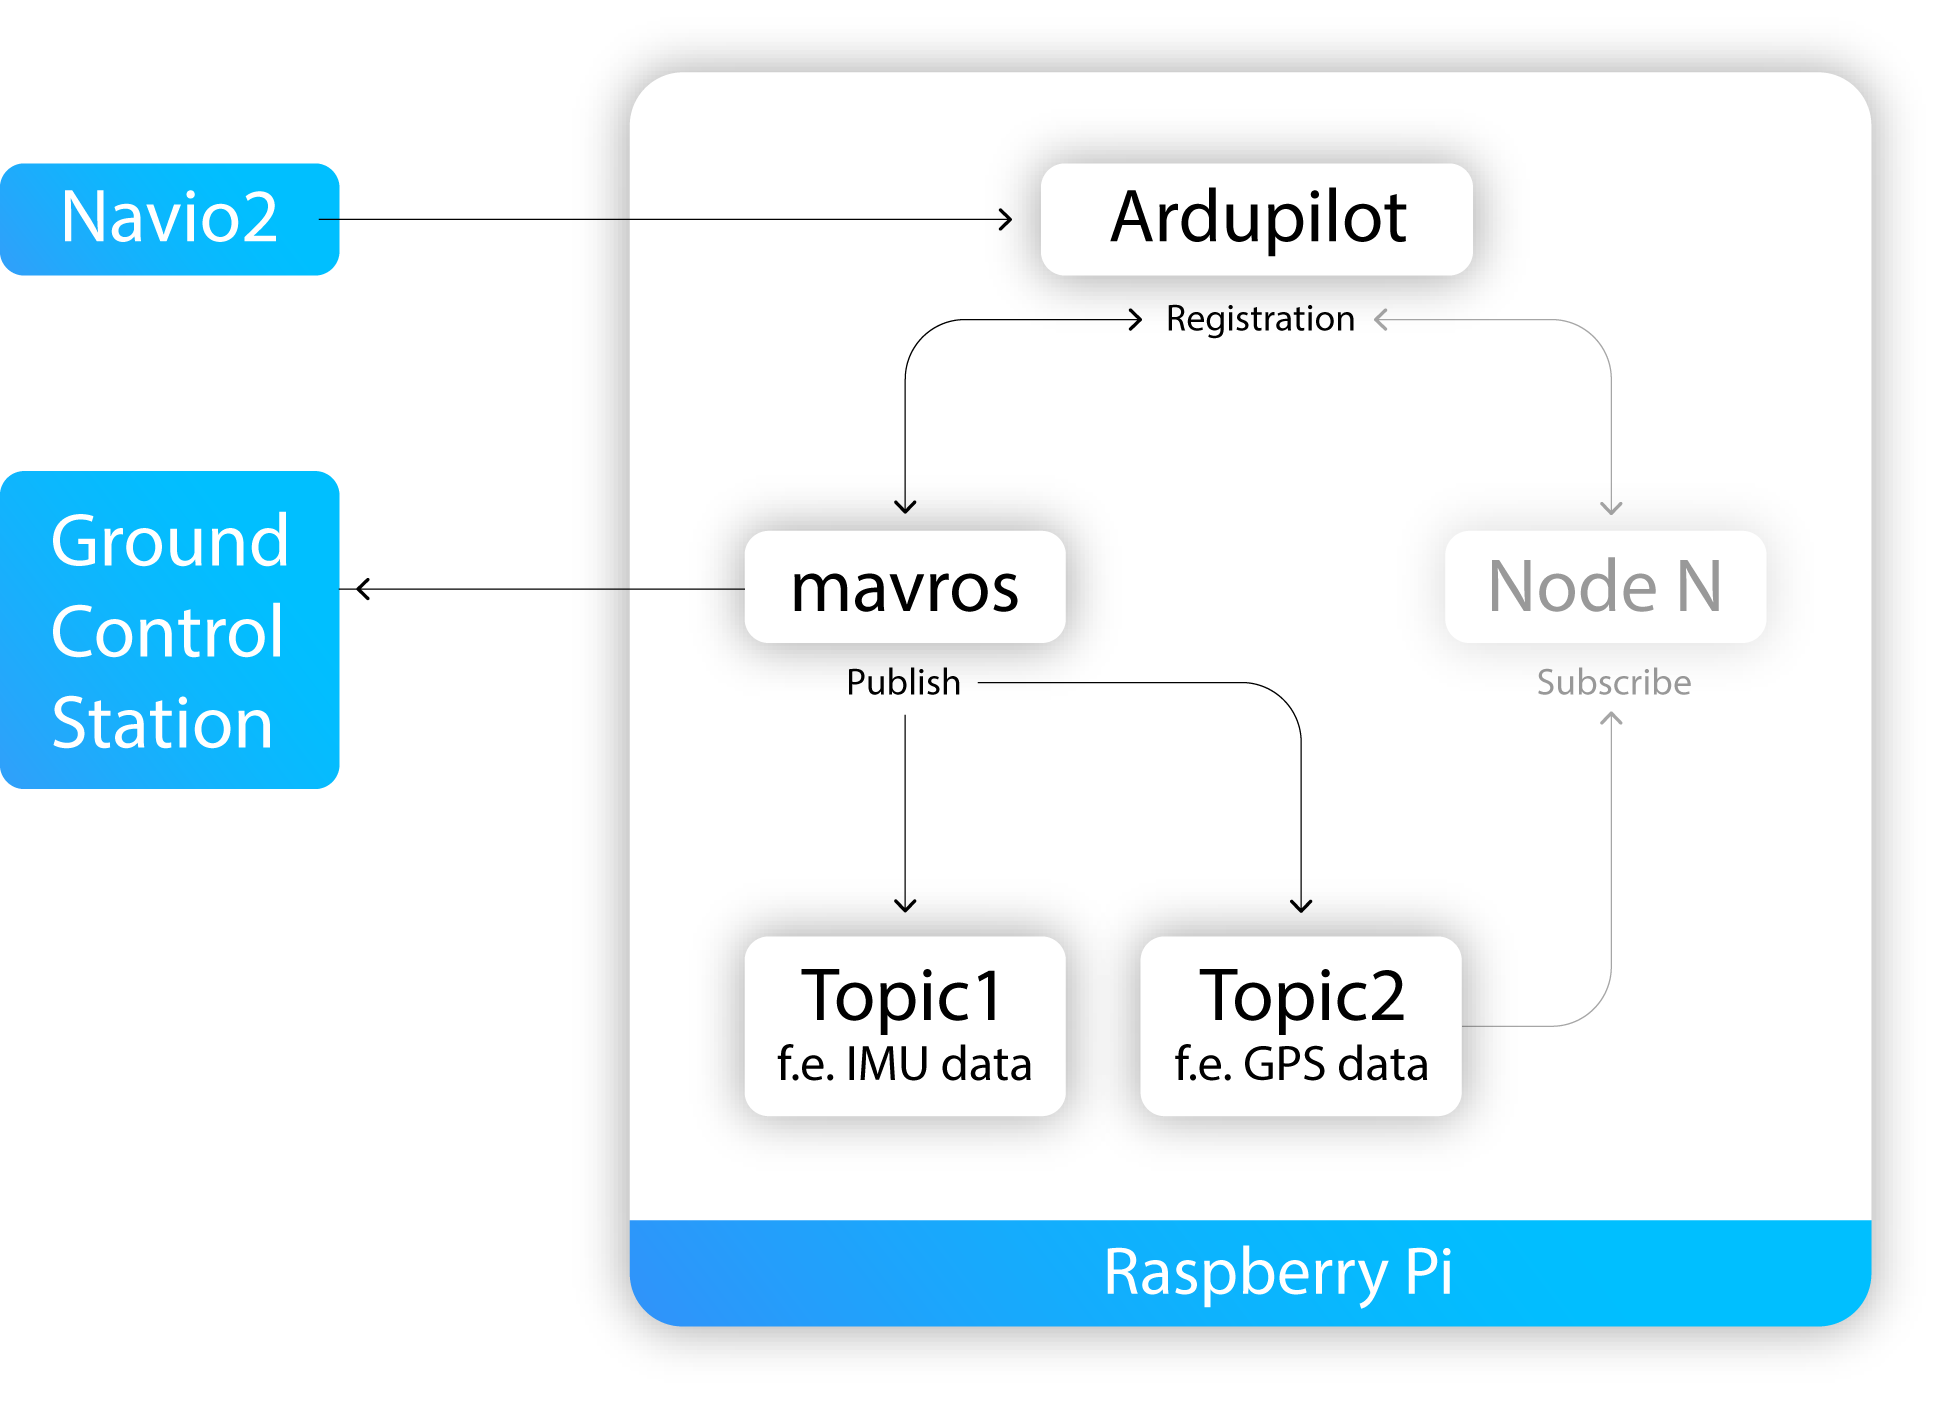 Navio2
Ardupilot
Registration
Ground
Control
Station
mavros
Node N
Publish
Subscribe
Topic1
f.e. IMU data
Topic2
f.e. GPS data
Raspberry Pi